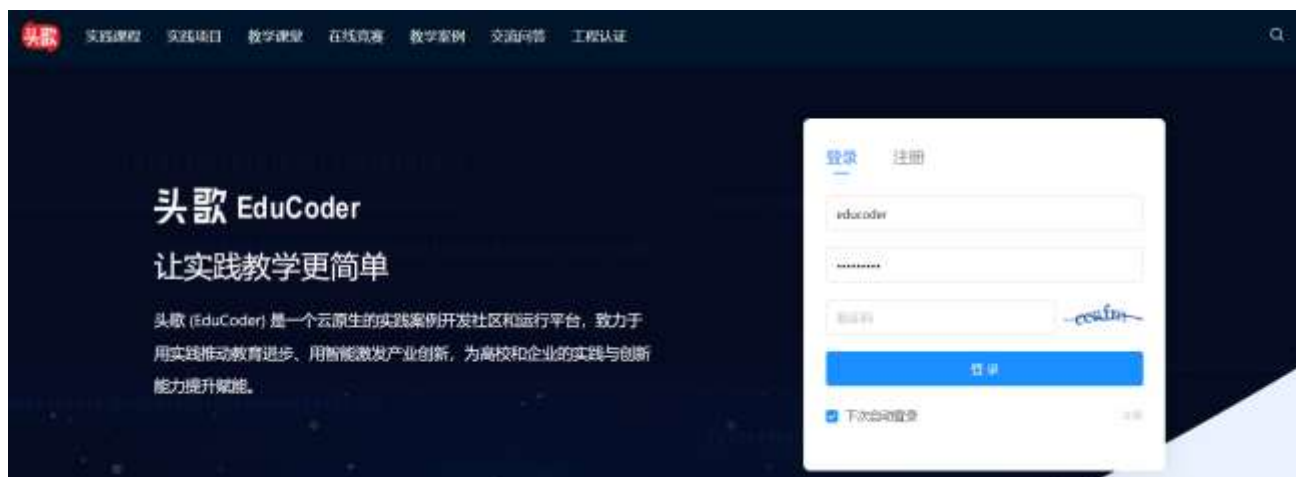 头歌 实践课程 实践项目 教学课堂 在线竞赛 教学案例 交流问答 工程认证
登录 注册
头歌 EduCoder
educoder
让实践教学更简单
头歌 (EduCoder) 是一个云原生的实践案例开发社区和运行平台，致力于
用实践推动教育进步、用智能激发产业创新，为高校和企业的实践与创新
能力提升赋能。
验证码
登 录
下次自动登录